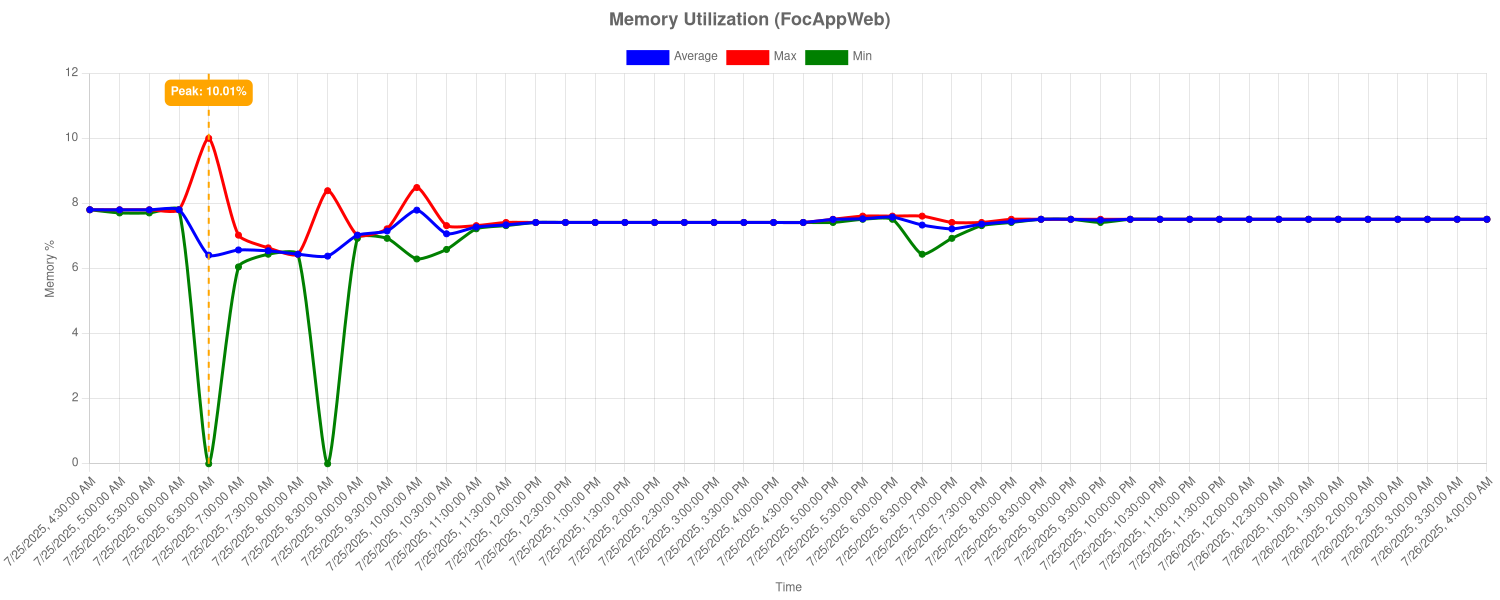 Memory Utilization (FocAppWeb)
Average Max Min
Peak: 10.01%
12
10
8
6
4
2
0
Memory %
7/25/2025, 4:30:00 AM
7/25/2025, 5:00:00 AM
7/25/2025, 5:30:00 AM
7/25/2025, 6:00:00 AM
7/25/2025, 6:30:00 AM
7/25/2025, 7:00:00 AM
7/25/2025, 7:30:00 AM
7/25/2025, 8:00:00 AM
7/25/2025, 8:30:00 AM
7/25/2025, 9:00:00 AM
7/25/2025, 9:30:00 AM
7/25/2025, 10:00:00 AM
7/25/2025, 10:30:00 AM
7/25/2025, 11:00:00 AM
7/25/2025, 11:30:00 AM
7/25/2025, 12:00:00 PM
7/25/2025, 12:30:00 PM
7/25/2025, 1:00:00 PM
7/25/2025, 1:30:00 PM
7/25/2025, 2:00:00 PM
7/25/2025, 2:30:00 PM
7/25/2025, 3:00:00 PM
7/25/2025, 3:30:00 PM
7/25/2025, 4:00:00 PM
7/25/2025, 4:30:00 PM
7/25/2025, 5:00:00 PM
7/25/2025, 5:30:00 PM
7/25/2025, 6:00:00 PM
7/25/2025, 6:30:00 PM
7/25/2025, 7:00:00 PM
7/25/2025, 7:30:00 PM
7/25/2025, 8:00:00 PM
7/25/2025, 8:30:00 PM
7/25/2025, 9:00:00 PM
7/25/2025, 9:30:00 PM
7/25/2025, 10:00:00 PM
7/25/2025, 10:30:00 PM
7/25/2025, 11:00:00 PM
7/25/2025, 11:30:00 PM
7/26/2025, 12:00:00 AM
7/26/2025, 12:30:00 AM
7/26/2025, 1:00:00 AM
7/26/2025, 1:30:00 AM
7/26/2025, 2:00:00 AM
7/26/2025, 2:30:00 AM
7/26/2025, 3:00:00 AM
7/26/2025, 3:30:00 AM
7/26/2025, 4:00:00 AM
Time